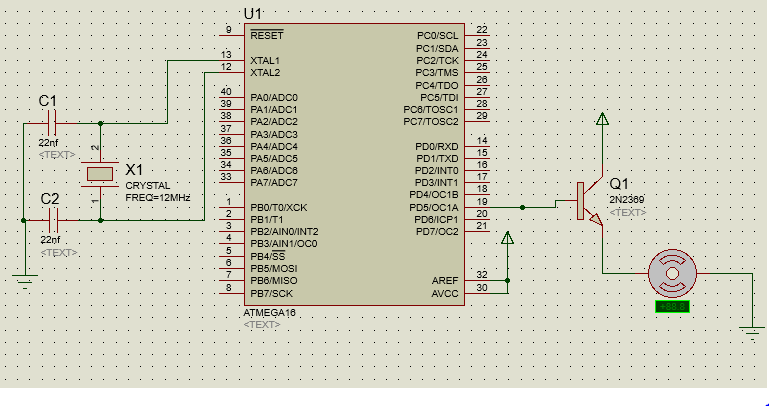 U1
9 RESET
13 XTAL1
12 XTAL2
40 PA0/ADC0
39 PA1/ADC1
38 PA2/ADC2
37 PA3/ADC3
36 PA4/ADC4
35 PA5/ADC5
34 PA6/ADC6
33 PA7/ADC7
1 PB0/T0/XCK
2 PB1/T1
3 PB2/AIN0/INT2
4 PB3/AIN1/OC0
5 PB4/SS
6 PB5/MOSI
7 PB6/MISO
8 PB7/SCK
PC0/SCL 22
PC1/SDA 23
PC2/TCK 24
PC3/TMS 25
PC4/TDO 26
PC5/TDI 27
PC6/TOSC1 28
PC7/TOSC2 29
PD0/RXD 14
PD1/TXD 15
PD2/INT0 16
PD3/INT1 17
PD4/OC1B 18
PD5/OC1A 19
PD6/ICP1 20
PD7/OC2 21
AREF 32
AVCC 30
ATMEGA16
<TEXT>
C1
22nf
<TEXT>
2
X1
CRYSTAL
FREQ=12MHz
1
C2
22nf
<TEXT>
Q1
2N2369
<TEXT>